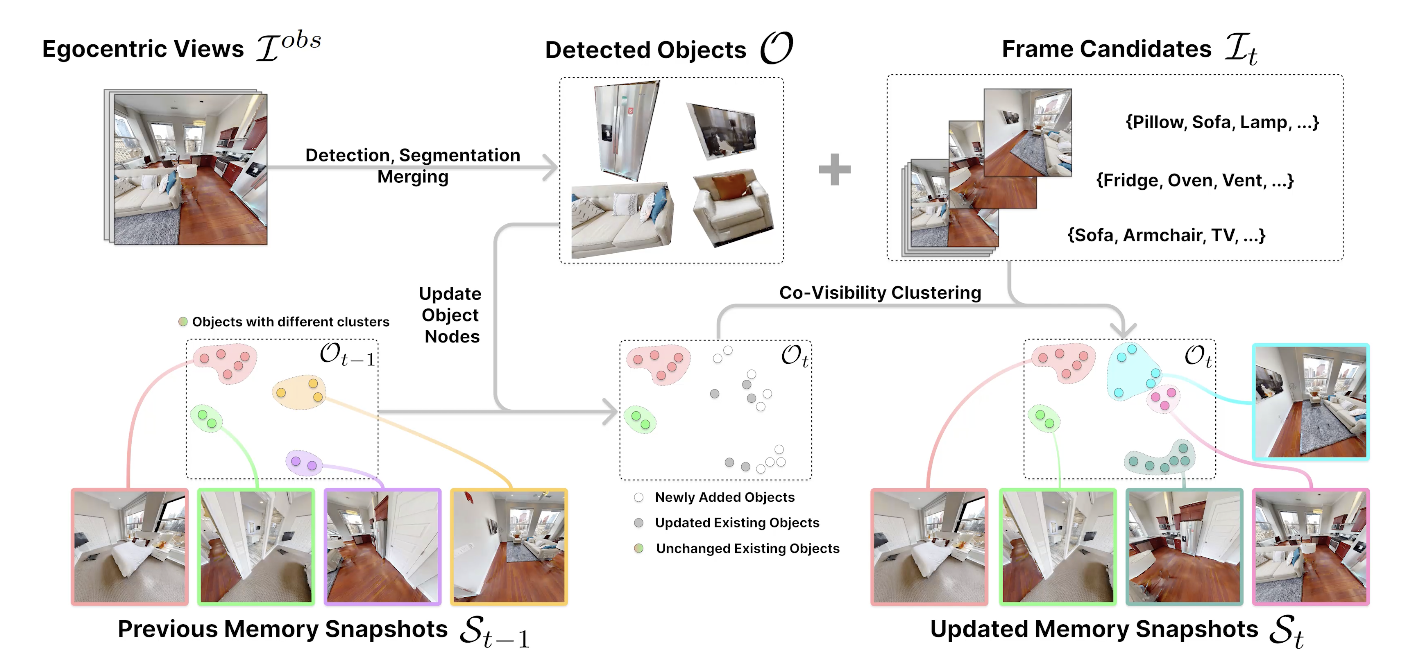 Egocentric Views $\mathcal{I}^{obs}$
Detected Objects $\mathcal{O}$
Frame Candidates $\mathcal{I}_t$
Detection, Segmentation
Merging
{Pillow, Sofa, Lamp, ...}
{Fridge, Oven, Vent, ...}
{Sofa, Armchair, TV, ...}
Update
Object
Nodes
Co-Visibility Clustering
Objects with different clusters
$\mathcal{O}_{t-1}$
$\mathcal{O}_t$
$\mathcal{O}_t$
Newly Added Objects
Updated Existing Objects
Unchanged Existing Objects
Previous Memory Snapshots $\mathcal{S}_{t-1}$
Updated Memory Snapshots $\mathcal{S}_t$